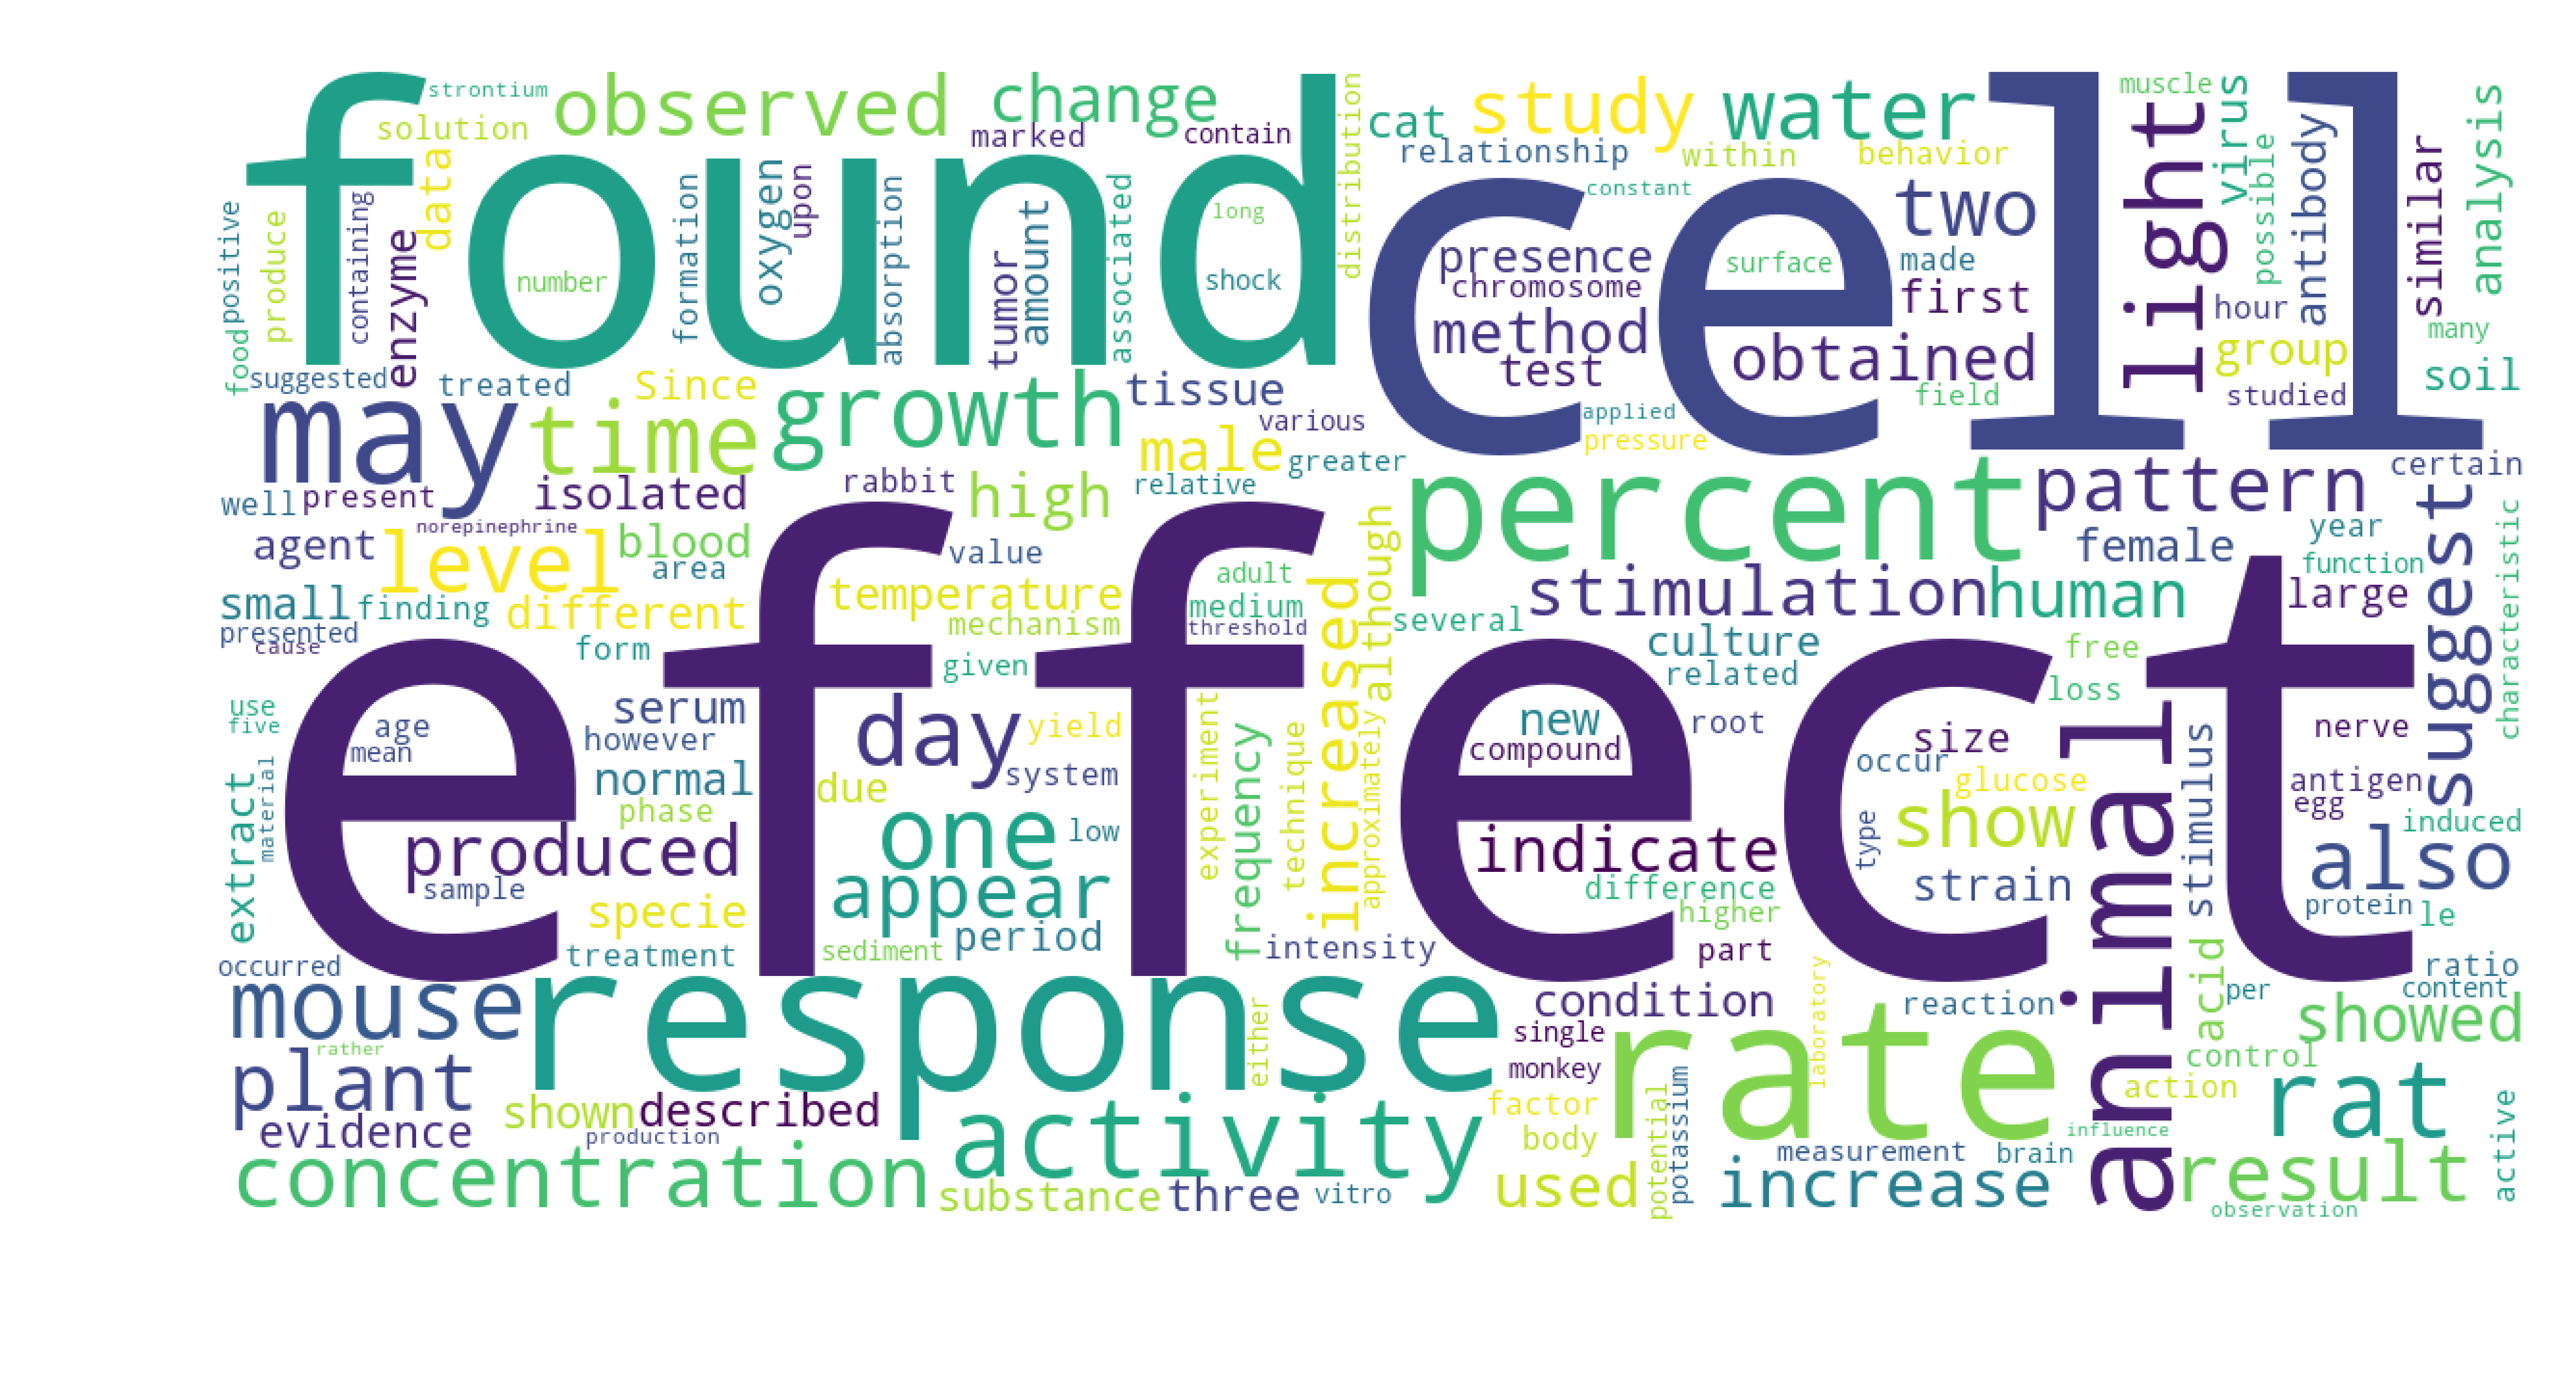 found
cell
effect
response
rate
percent
animal
may
time
growth
observed
change
study
water
light
strontium
solution
data
marked
contain
distribution
cat
relationship
within
behavior
constant
two
muscle
virus
possible
antibody
similar
analysis
positive
produce
containing
enzyme
food
number
formation
oxygen
upon
absorption
tumor
amount
associated
long
shock
presence
chromosome
method
test
surface
made
first
obtained
field
applied
pressure
hour
group
studied
many
soil
suggested
treated
Since
tissue
various
male
greater
relative
rabbit
high
isolated
well
present
norepinephrine
agent
level
blood
area
value
temperature
mechanism
adult
medium
threshold
small
finding
different
presented
cause
form
given
increased
although
several
stimulation
human
pattern
certain
female
year
function
large
suggest
characteristic
culture
related
free
loss
use
five
age
mean
serum
however
normal
phase
day
yield
system
due
one
low
appear
period
experiment
frequency
technique
approximately
new
compound
root
size
occur
glucose
show
stimulus
nerve
antigen
egg
induced
also
protein
le
extract
material
produced
sample
specie
treatment
sediment
intensity
indicate
difference
higher
part
type
strain
occurred
mouse
rather
plant
evidence
shown
described
production
concentration
substance
three
vitro
activity
either
condition
single
monkey
factor
body
used
potential
potassium
laboratory
reaction
measurement
brain
increase
influence
acid
per
control
action
ratio
content
showed
rat
result
observation
active